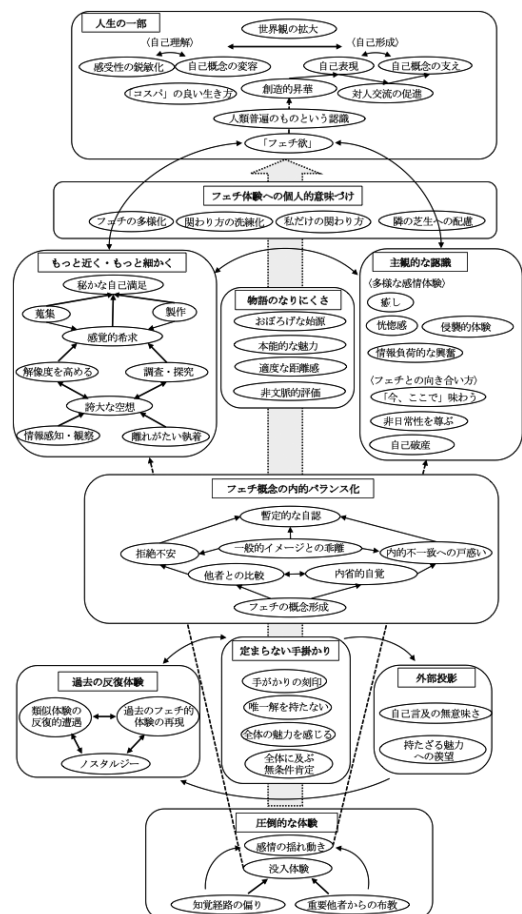 人生の一部
世界観の拡大
〈自己理解〉
〈自己形成〉
感受性の鋭敏化
自己概念の変容
自己表現
自己概念の支え
「コスパ」の良い生き方
創造的昇華
対人交流の促進
人類普遍のものという認識
「フェチ欲」
フェチ体験への個人的意味づけ
フェチの多様化
関わり方の洗練化
私だけの関わり方
隣の芝生への配慮
もっと近く・もっと細かく
秘かな自己満足
蒐集
製作
感覚的希求
解像度を高める
調査・探究
誇大な空想
情報感知・観察
離れがたい執着
物語のなりにくさ
おぼろげな始源
本能的な魅力
適度な距離感
非文脈的評価
主観的な認識
〈多様な感情体験〉
癒し
恍惚感
侵襲的体験
情報負荷的な興奮
〈フェチとの向き合い方〉
「今、ここで」味わう
非日常性を尊ぶ
自己破産
フェチ概念の内的バランス化
暫定的な自認
拒絶不安
一般的イメージとの乖離
内的不一致への戸惑い
他者との比較
内省的自覚
フェチの概念形成
過去の反復体験
類似体験の
反復的遭遇
過去のフェチ的
体験の再現
ノスタルジー
定まらない手掛かり
手がかりの刻印
唯一解を持たない
全体の魅力を感じる
全体に及ぶ
無条件肯定
外部投影
自己言及の無意味さ
持たざる魅力
への羨望
圧倒的な体験
感情の揺れ動き
没入体験
知覚経路の偏り
重要他者からの布教